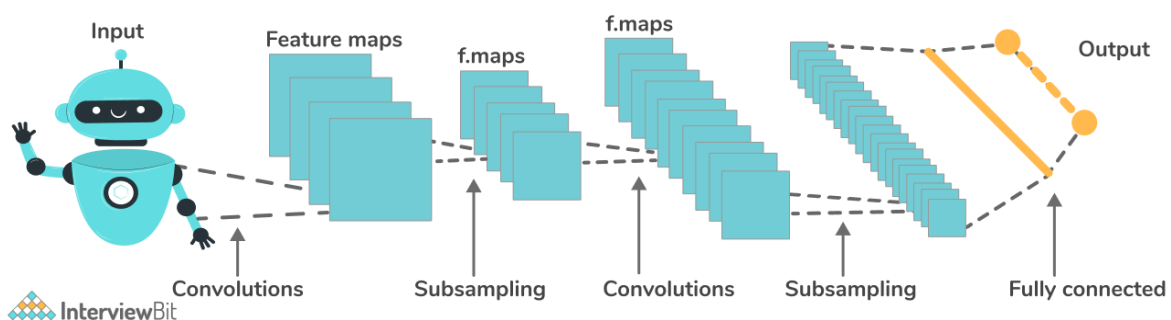 Input
Feature maps
f.maps
f.maps
Output
Convolutions
Subsampling
Convolutions
Subsampling
Fully connected
InterviewBit